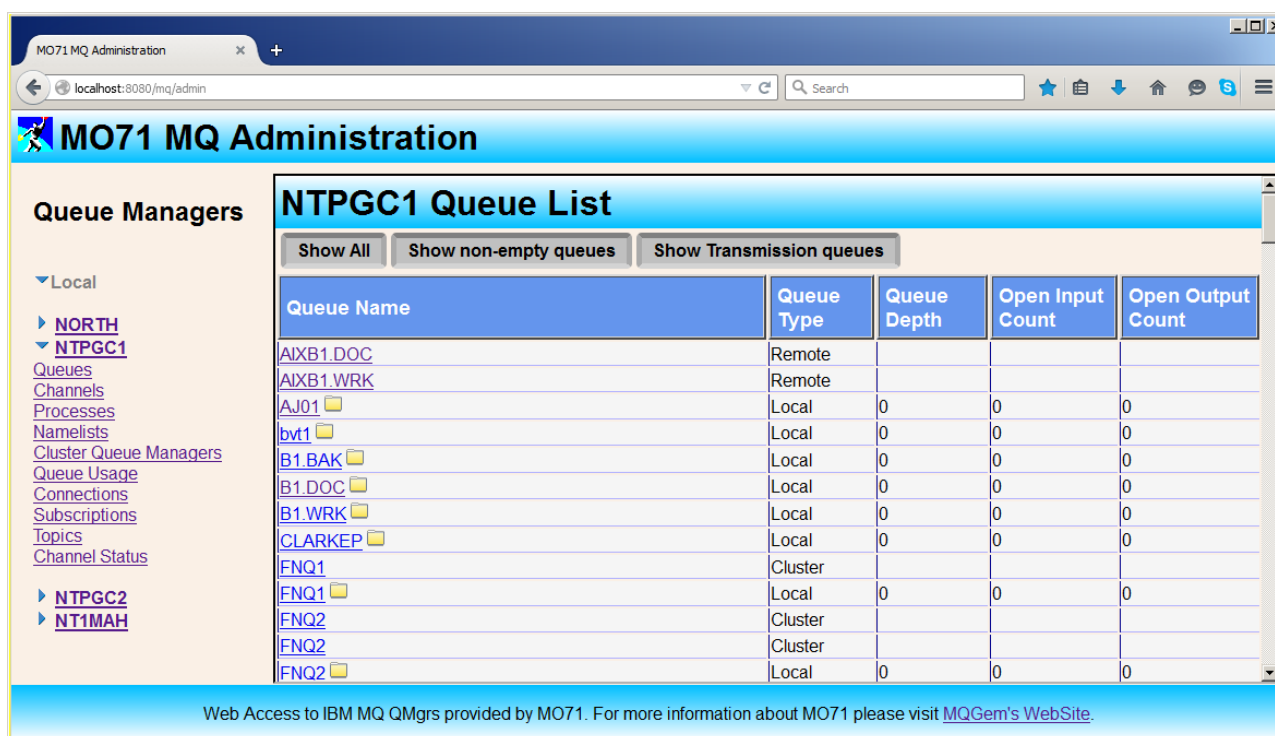 MO71 MQ Administration
localhost:8080/mq/admin
Search
MO71 MQ Administration
Queue Managers
Local
NORTH
NTPGC1
Queues
Channels
Processes
Namelists
Cluster Queue Managers
Queue Usage
Connections
Subscriptions
Topics
Channel Status
NTPGC2
NT1MAH
NTPGC1 Queue List
Show All Show non-empty queues Show Transmission queues
Queue Name Queue Type Queue Depth Open Input Count Open Output Count
AIXB1.DOC Remote
AIXB1.WRK Remote
AJ01 Local 0 0 0
bvt1 Local 0 0 0
B1.BAK Local 0 0 0
B1.DOC Local 0 0 0
B1.WRK Local 0 0 0
CLARKEP Local 0 0 0
FNQ1 Cluster
FNQ1 Local 0 0 0
FNQ2 Cluster
FNQ2 Cluster
FNQ2 Local 0 0 0
Web Access to IBM MQ QMgrs provided by MO71. For more information about MO71 please visit MQGem's WebSite.